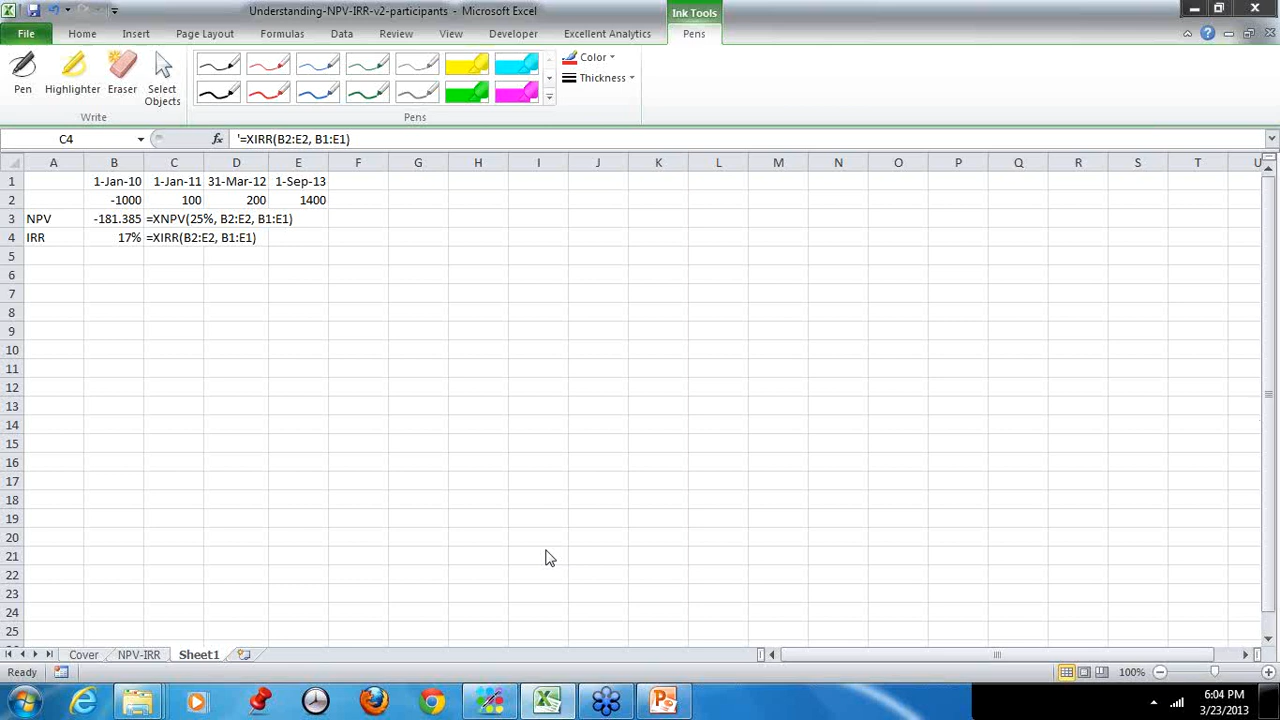 Understanding-NPV-IRR-v2-participants - Microsoft Excel
Ink Tools
File Home Insert Page Layout Formulas Data Review View Developer Excellent Analytics Pens
Pen Highlighter Eraser Select Objects
Color
Thickness
Write Pens
C4 fx '=XIRR(B2:E2, B1:E1)
A B C D E F G H I J K L M N O P Q R S T U
1 1-Jan-10 1-Jan-11 31-Mar-12 1-Sep-13
2 -1000 100 200 1400
3 NPV -181.385 =XNPV(25%, B2:E2, B1:E1)
4 IRR 17% =XIRR(B2:E2, B1:E1)
5
6
7
8
9
10
11
12
13
14
15
16
17
18
19
20
21
22
23
24
25
Cover NPV-IRR Sheet1
Ready 100%
6:04 PM
3/23/2013